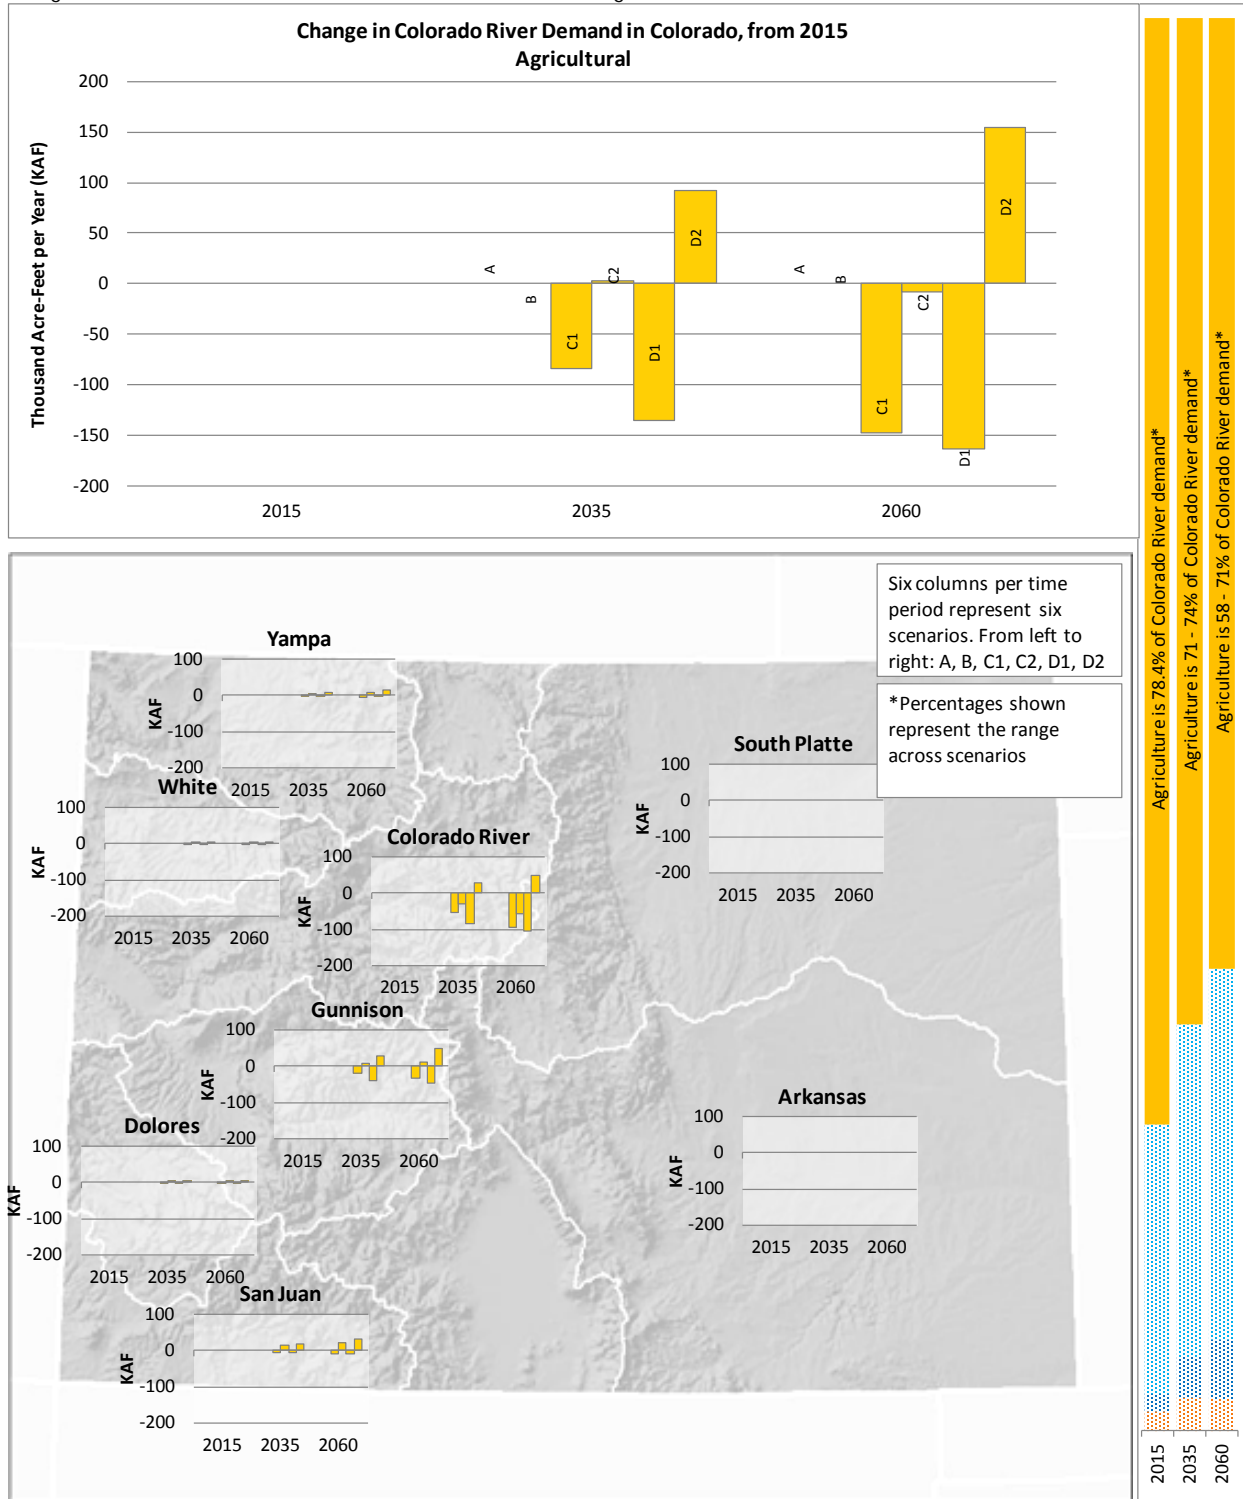 Change in Colorado River Demand in Colorado, from 2015
Agricultural
Thousand Acre-Feet per Year (KAF)
200
150
100
50
0
-50
-100
-150
-200
A
B
C1
C2
D1
D2
A
B
C1
C2
D1
D2
2015
2035
2060
Six columns per time
period represent six
scenarios. From left to
right: A, B, C1, C2, D1, D2
*Percentages shown
represent the range
across scenarios
Yampa
KAF
100
0
-100
-200
2015 2035 2060
White
KAF
100
0
-100
-200
2015 2035 2060
Colorado River
KAF
100
0
-100
-200
2015 2035 2060
South Platte
KAF
100
0
-100
-200
2015 2035 2060
Gunnison
KAF
100
0
-100
-200
2015 2035 2060
Dolores
KAF
100
0
-100
-200
2015 2035 2060
Arkansas
KAF
100
0
-100
-200
2015 2035 2060
San Juan
KAF
100
0
-100
-200
2015 2035 2060
Agriculture is 78.4% of Colorado River demand*
Agriculture is 71 - 74% of Colorado River demand*
Agriculture is 58 - 71% of Colorado River demand*
2015
2035
2060